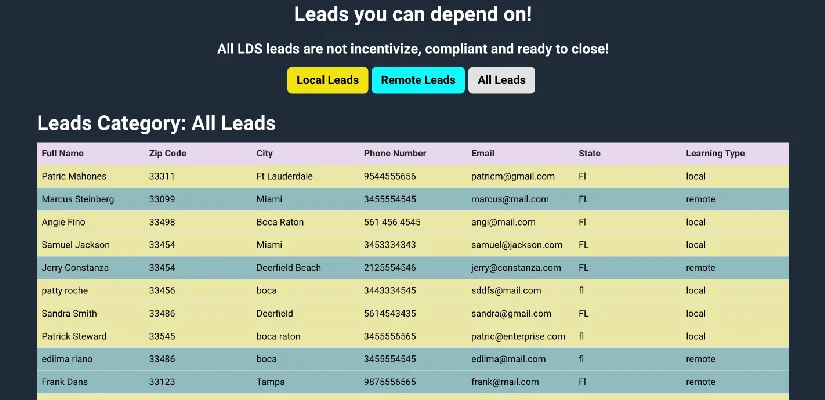 Leads you can depend on!
All LDS leads are not incentivize, compliant and ready to close!
Local Leads Remote Leads All Leads
Leads Category: All Leads
Full Name Zip Code City Phone Number Email State Learning Type
Patric Mahones 33311 Ft Lauderdale 9544555656 patricm@gmail.com Fl local
Marcus Steinberg 33099 Miami 3455554545 marcus@mail.com FL remote
Angie Fino 33498 Boca Raton 561 456 4545 angi@mail.com Fl local
Samuel Jackson 33454 Miami 3453334343 samuel@jackson.com FL local
Jerry Constanza 33454 Deerfield Beach 2125554546 jerry@constanza.com FL remote
patty roche 33456 boca 3443334545 sddfs@mail.com fl local
Sandra Smith 33486 Deerfield 5614543435 sandra@gmail.com FL local
Patrick Steward 33545 boca raton 3455556565 patric@enterprise.com fl local
edilma riano 33486 boca 3455554545 edilma@mail.com fl remote
Frank Dans 33123 Tampa 9875556565 frank@mail.com Fl remote